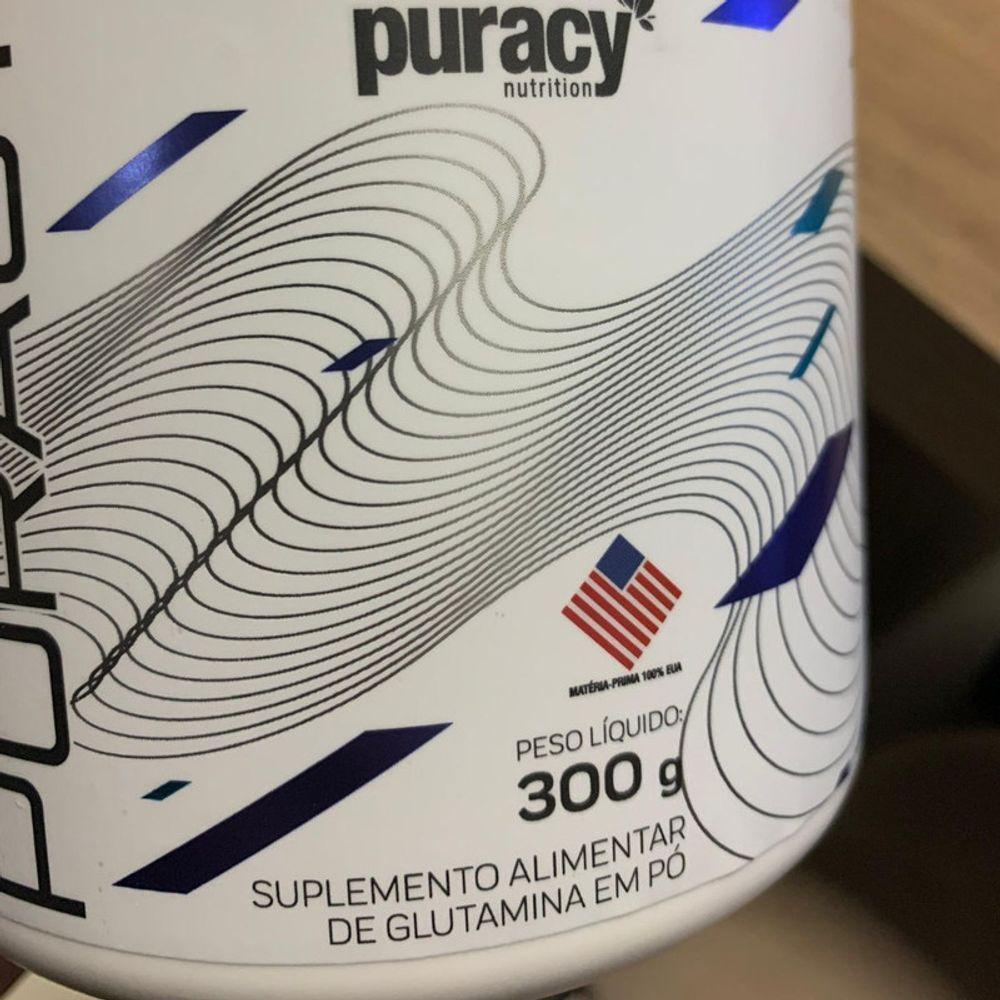 puracy
nutrition
MATÉRIA-PRIMA 100% EUA
PESO LÍQUIDO:
300 g
SUPLEMENTO ALIMENTAR
DE GLUTAMINA EM PÓ